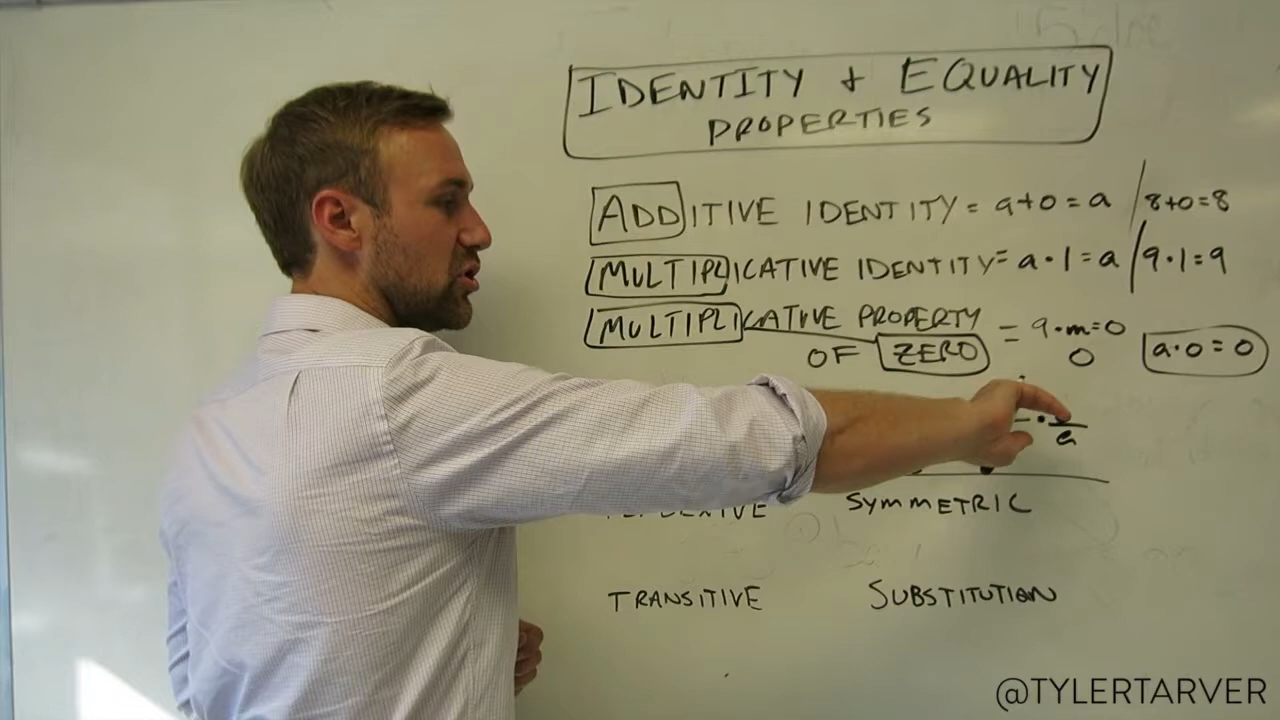 IDENTITY + EQUALITY
PROPERTIES
ADDITIVE IDENTITY = a+0=a / 8+0=8
MULTIPLICATIVE IDENTITY= a·1=a / 9·1=9
MULTIPLICATIVE PROPERTY
OF ZERO = 9·m=0 a·0=0
0
a
SYMMETRIC
TRANSITIVE SUBSTITUTION
@TYLERTARVER